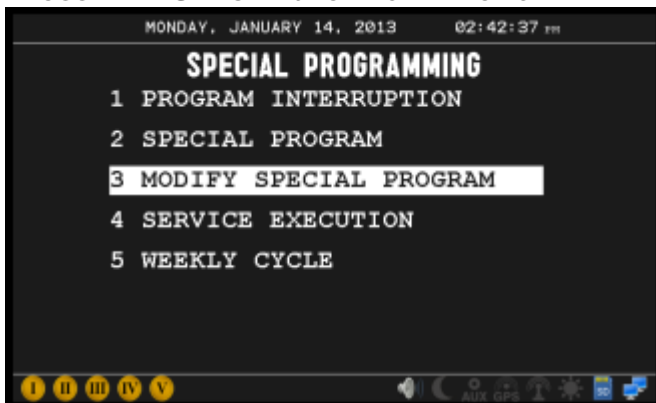 MONDAY, JANUARY 14, 2013 02:42:37 PM
SPECIAL PROGRAMMING
1 PROGRAM INTERRUPTION
2 SPECIAL PROGRAM
3 MODIFY SPECIAL PROGRAM
4 SERVICE EXECUTION
5 WEEKLY CYCLE
I II III IV V AUX GPS SD